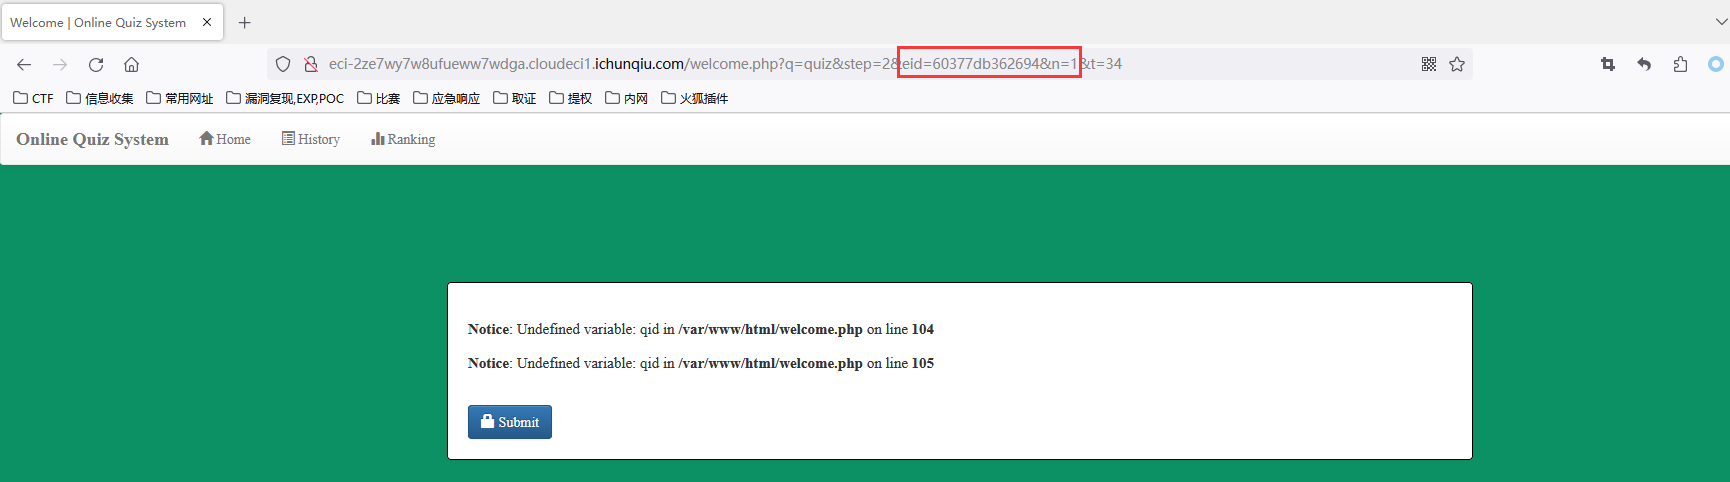 Welcome | Online Quiz System
eci-2ze7wy7w8ufueww7wdga.cloudeci1.ichunqiu.com/welcome.php?q=quiz&step=2&eid=60377db362694&n=1&t=34
CTF 信息收集 常用网址 漏洞复现,EXP,POC 比赛 应急响应 取证 提权 内网 火狐插件
Online Quiz System Home History Ranking
Notice: Undefined variable: qid in /var/www/html/welcome.php on line 104
Notice: Undefined variable: qid in /var/www/html/welcome.php on line 105
Submit